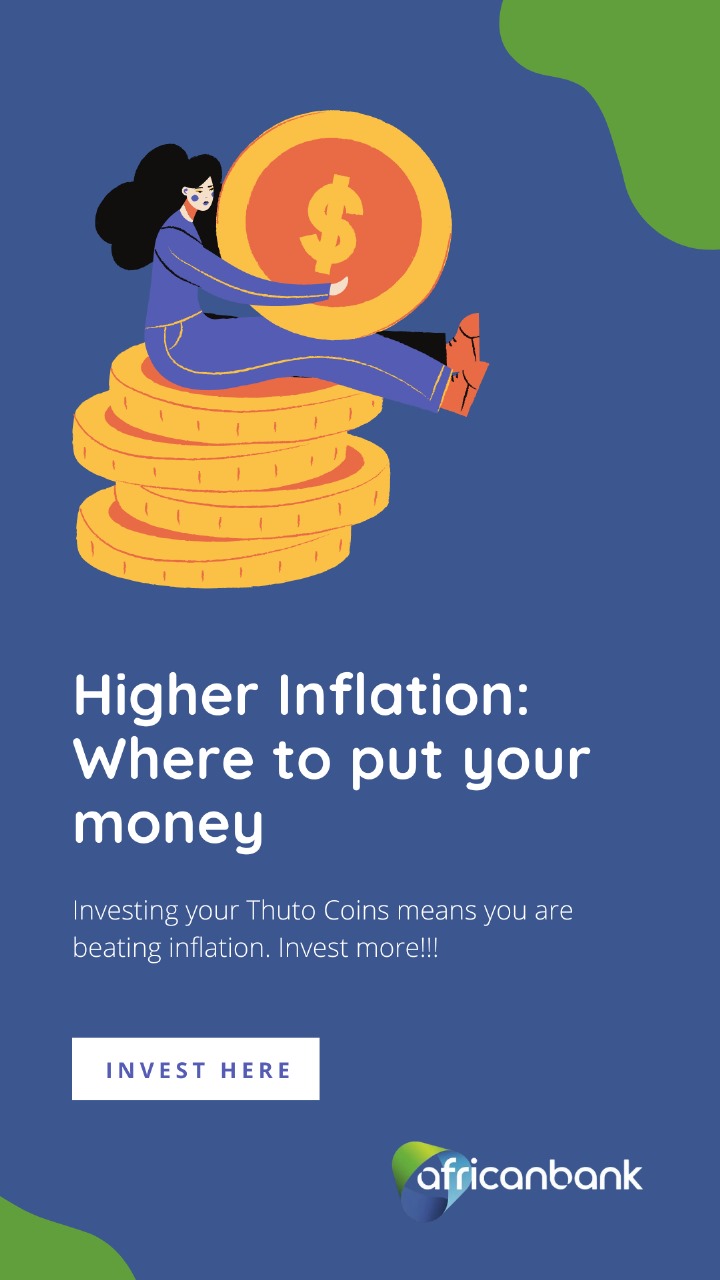 $
Higher Inflation:
Where to put your
money
Investing your Thuto Coins means you are
beating inflation. Invest more!!!
INVEST HERE
africanbank